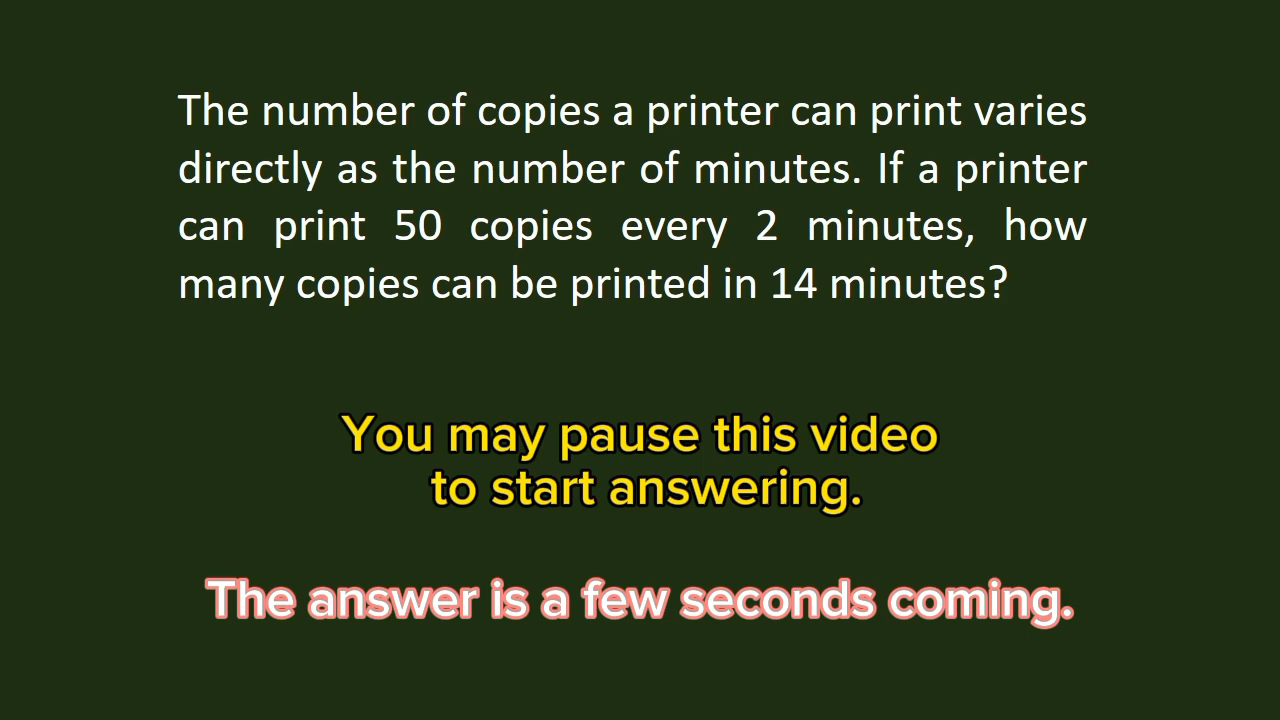 The number of copies a printer can print varies
directly as the number of minutes. If a printer
can print 50 copies every 2 minutes, how
many copies can be printed in 14 minutes?
You may pause this video
to start answering.
The answer is a few seconds coming.